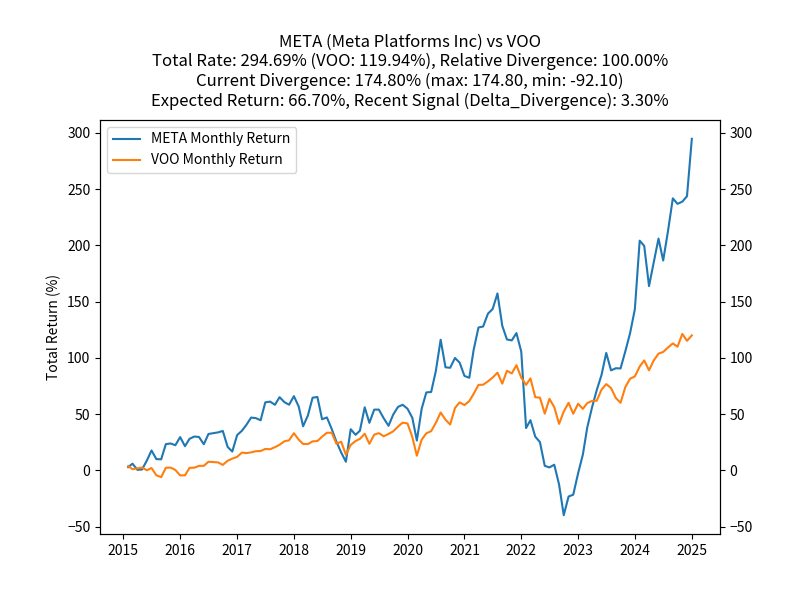 META (Meta Platforms Inc) vs VOO
Total Rate: 294.69% (VOO: 119.94%), Relative Divergence: 100.00%
Current Divergence: 174.80% (max: 174.80, min: -92.10)
Expected Return: 66.70%, Recent Signal (Delta_Divergence): 3.30%
META Monthly Return
VOO Monthly Return
Total Return (%)
300
250
200
150
100
50
0
−50
300
250
200
150
100
50
0
−50
2015 2016 2017 2018 2019 2020 2021 2022 2023 2024 2025